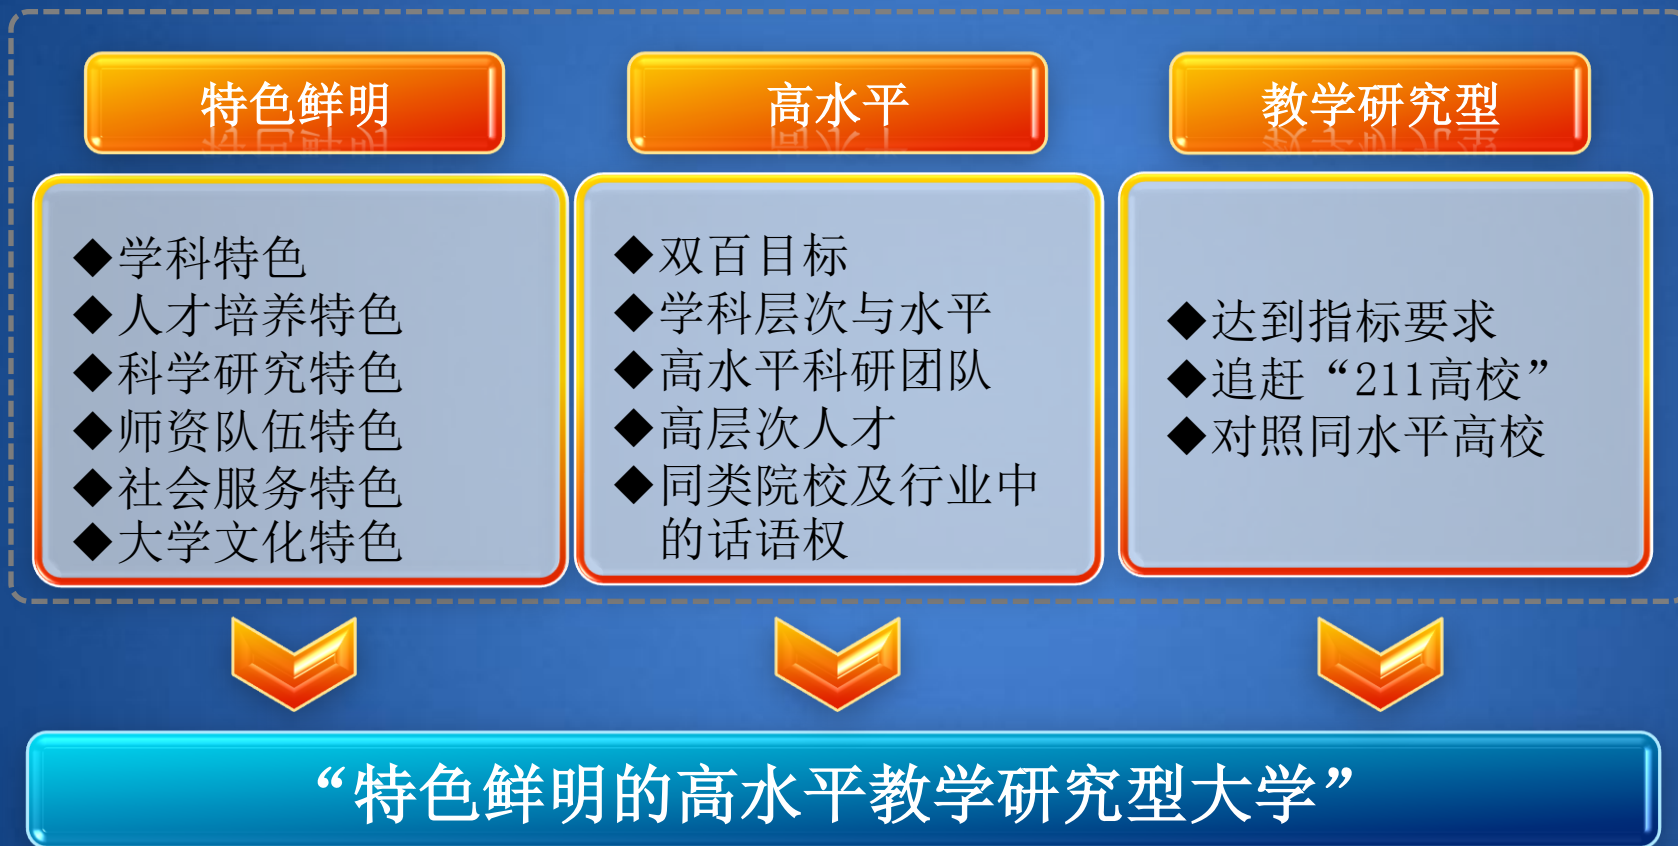 特色鲜明
◆学科特色
◆人才培养特色
◆科学研究特色
◆师资队伍特色
◆社会服务特色
◆大学文化特色
高水平
◆双百目标
◆学科层次与水平
◆高水平科研团队
◆高层次人才
◆同类院校及行业中
的话语权
教学研究型
◆达到指标要求
◆追赶“211高校”
◆对照同水平高校
“特色鲜明的高水平教学研究型大学”